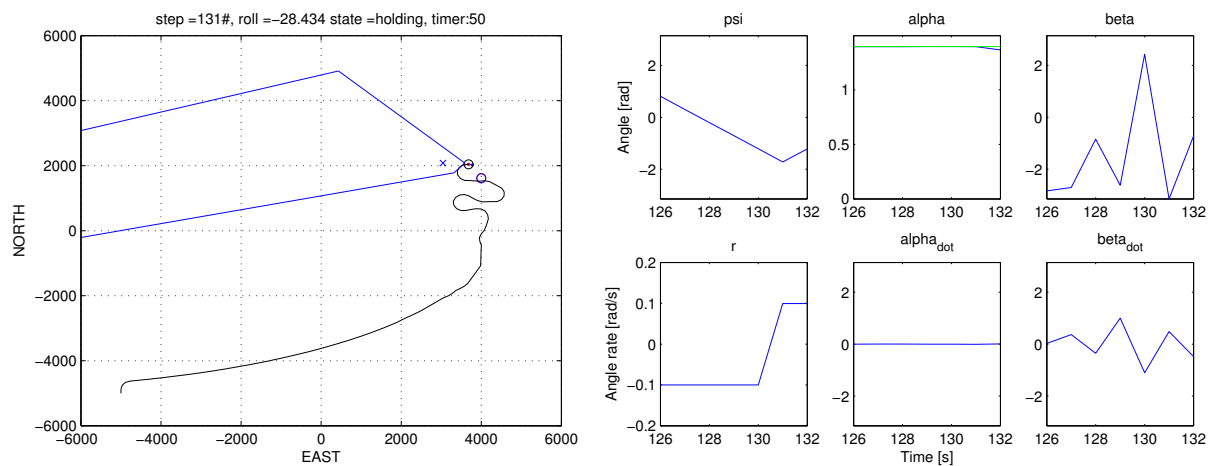 step =131#, roll =−28.434 state =holding, timer:50
6000
4000
2000
0
−2000
−4000
−6000
NORTH
−6000 −4000 −2000 0 2000 4000 6000
EAST
psi
2
0
−2
Angle [rad]
126 128 130 132
alpha
1
0.5
0
126 128 130 132
beta
2
0
−2
126 128 130 132
r
0.2
0.1
0
−0.1
−0.2
Angle rate [rad/s]
126 128 130 132
alpha_dot
2
0
−2
126 128 130 132
Time [s]
beta_dot
2
0
−2
126 128 130 132